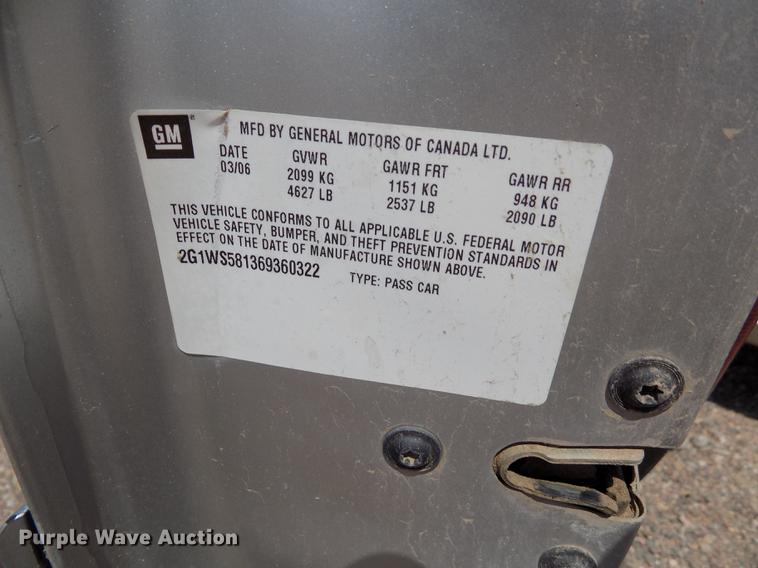 GM
MFD BY GENERAL MOTORS OF CANADA LTD.
DATE GVWR GAWR FRT GAWR RR
03/06 2099 KG 1151 KG 948 KG
4627 LB 2537 LB 2090 LB
THIS VEHICLE CONFORMS TO ALL APPLICABLE U.S. FEDERAL MOTOR
VEHICLE SAFETY, BUMPER, AND THEFT PREVENTION STANDARDS IN
EFFECT ON THE DATE OF MANUFACTURE SHOWN ABOVE.
2G1WS581369360322 TYPE: PASS CAR
Purple Wave Auction